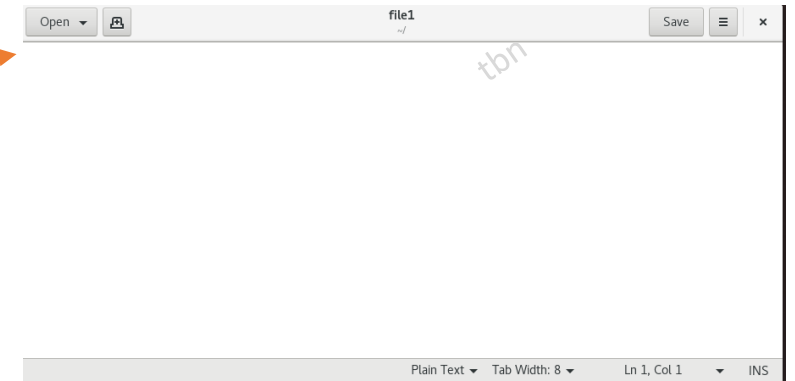 Open
file1
~/
Save
tbn
Plain Text Tab Width: 8 Ln 1, Col 1 INS